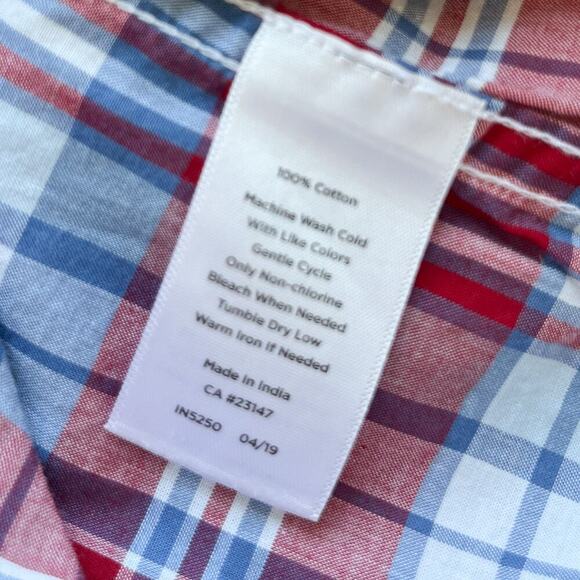 100% Cotton
Machine Wash Cold
With Like Colors
Gentle Cycle
Only Non-chlorine
Bleach When Needed
Tumble Dry Low
Warm Iron If Needed
Made in India
CA #23147
IN5250 04/19